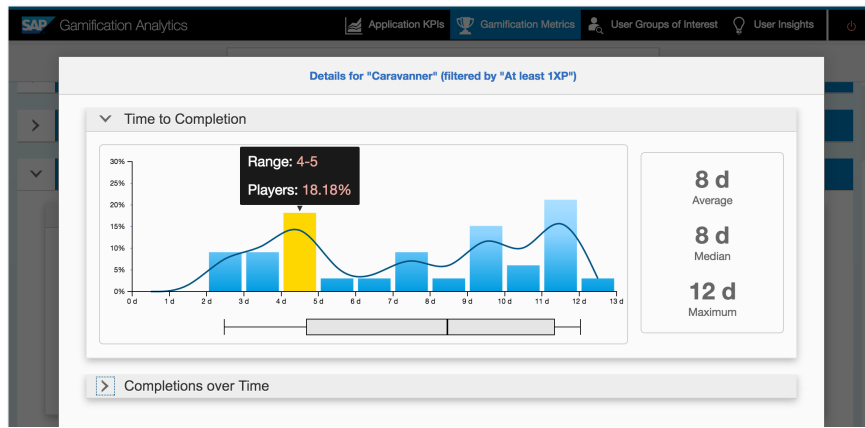 SAP Gamification Analytics
Application KPIs
Gamification Metrics
User Groups of Interest
User Insights
Details for "Caravanner" (filtered by "At least 1XP")
Time to Completion
Range: 4-5
Players: 18.18%
30%
25%
20%
15%
10%
5%
0%
0 d 1 d 2 d 3 d 4 d 5d 6 d 7 d 8 d 9 d 10 d 11 d 12 d 13 d
8 d
Average
8 d
Median
12 d
Maximum
Completions over Time